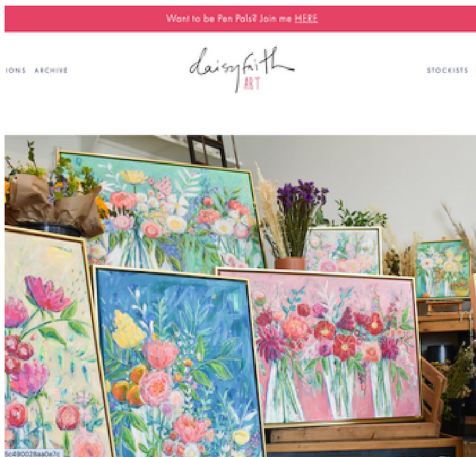 Want to be Pen Pals? Join me HERE
IONS ARCHIVE
daisyfaith
ART
STOCKISTS